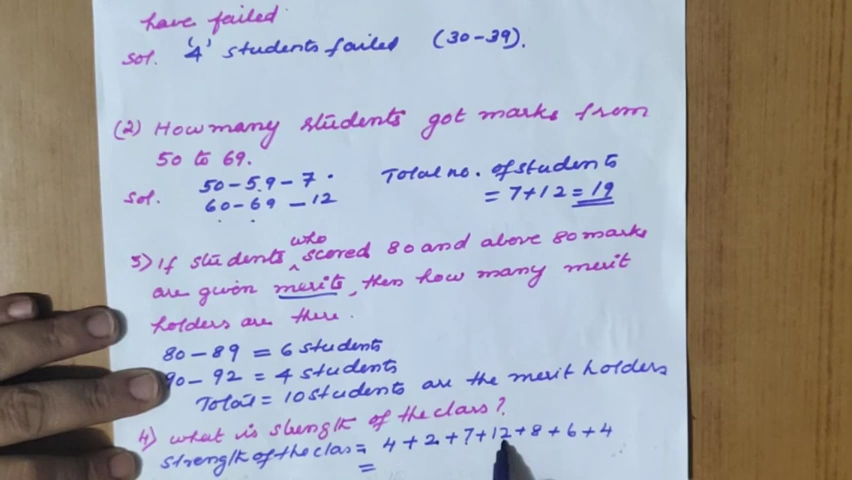 have failed.
Sol. '4' students failed (30-39).
(2) How many students got marks from
50 to 69.
Sol. 50-59-7. Total no. of students
60-69-12 = 7+12 = 19
3) If students who scored 80 and above 80 marks
are given merits, then how many merit
holders are there.
80-89 = 6 students
90-92 = 4 students
Total = 10 students are the merit holders
4) what is strength of the class?
Strength of the clas = 4+2+7+12+8+6+4
=